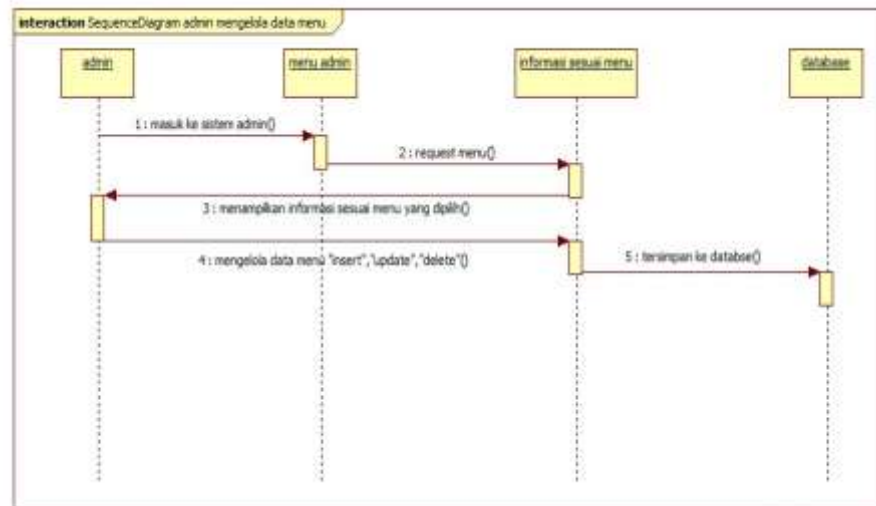 interaction SequenceDiagram admin mengelola data menu
admin
menu admin
informasi sesuai menu
database
1 : masuk ke sistem admin()
2 : request menu()
3 : menampilkan informasi sesuai menu yang dipilih()
4 : mengelola data menu "insert","update","delete"()
5 : tersimpan ke databse()